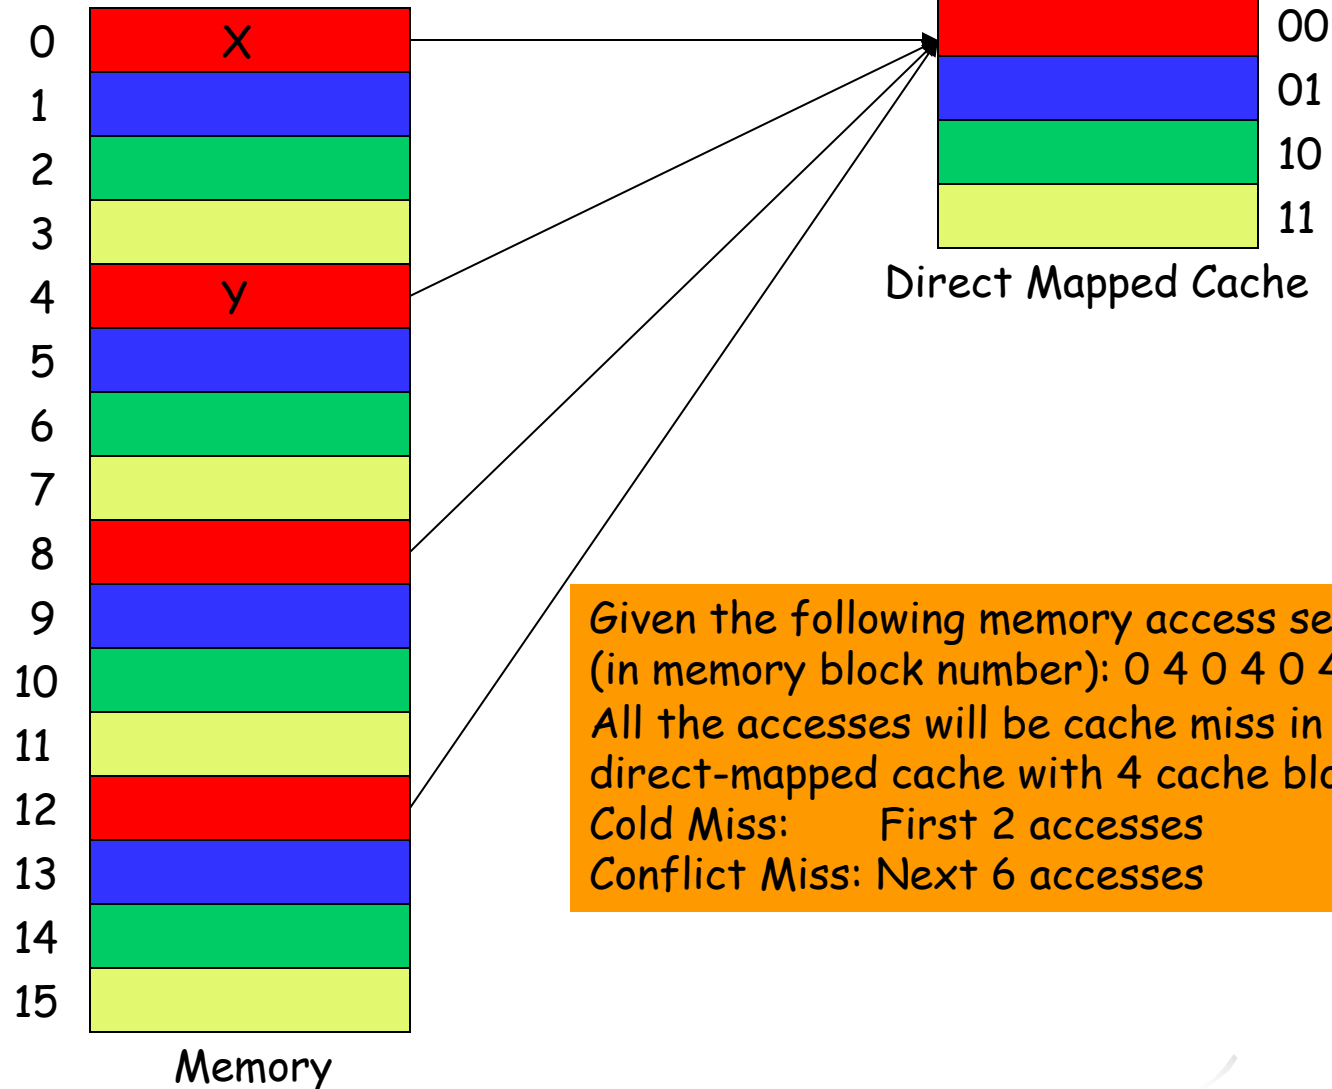 0 X
1
2
3
4 Y
5
6
7
8
9
10
11
12
13
14
15
Memory
00
01
10
11
Direct Mapped Cache
Given the following memory access
(in memory block number): 0 4 0 4 0 4
All the accesses will be cache miss in
direct-mapped cache with 4 cache
Cold Miss: First 2 accesses
Conflict Miss: Next 6 accesses